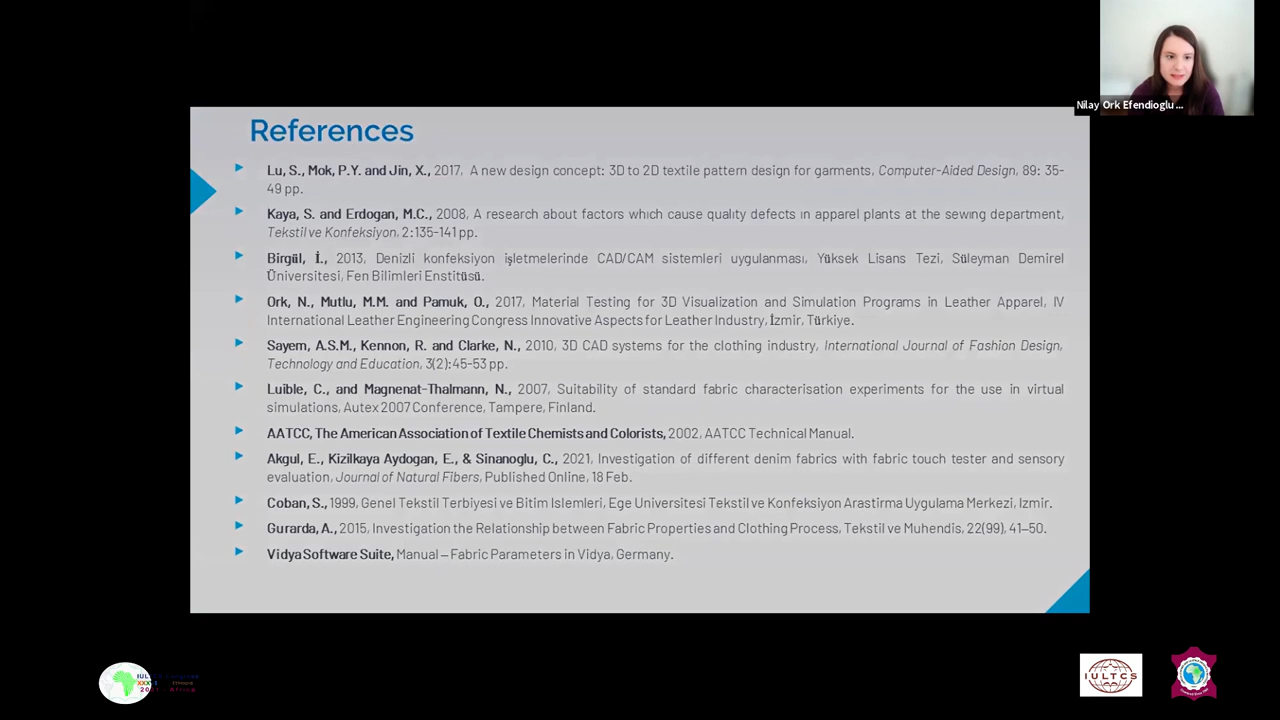 Nilay Ork Efendioglu ...
References
Lu, S., Mok, P.Y. and Jin, X., 2017, A new design concept: 3D to 2D textile pattern design for garments, Computer-Aided Design, 89: 35-
49 pp.
Kaya, S. and Erdogan, M.C., 2008, A research about factors which cause quality defects in apparel plants at the sewing department,
Tekstil ve Konfeksiyon, 2:135-141 pp.
Birgül, İ., 2013, Denizli konfeksiyon işletmelerinde CAD/CAM sistemleri uygulanması, Yüksek Lisans Tezi, Süleyman Demirel
Üniversitesi, Fen Bilimleri Enstitüsü.
Ork, N., Mutlu, M.M. and Pamuk, O., 2017, Material Testing for 3D Visualization and Simulation Programs in Leather Apparel, IV
International Leather Engineering Congress Innovative Aspects for Leather Industry, İzmir, Türkiye.
Sayem, A.S.M., Kennon, R. and Clarke, N., 2010, 3D CAD systems for the clothing industry, International Journal of Fashion Design,
Technology and Education, 3(2):45-53 pp.
Luible, C., and Magnenat-Thalmann, N., 2007, Suitability of standard fabric characterisation experiments for the use in virtual
simulations, Autex 2007 Conference, Tampere, Finland.
AATCC, The American Association of Textile Chemists and Colorists, 2002, AATCC Technical Manual.
Akgul, E., Kizilkaya Aydogan, E., & Sinanoglu, C., 2021, Investigation of different denim fabrics with fabric touch tester and sensory
evaluation, Journal of Natural Fibers, Published Online, 18 Feb.
Coban, S., 1999, Genel Tekstil Terbiyesi ve Bitim Islemleri, Ege Universitesi Tekstil ve Konfeksiyon Arastirma Uygulama Merkezi, Izmir.
Gurarda, A., 2015, Investigation the Relationship between Fabric Properties and Clothing Process, Tekstil ve Muhendis, 22(99), 41–50.
Vidya Software Suite, Manual – Fabric Parameters in Vidya, Germany.
IULTCS